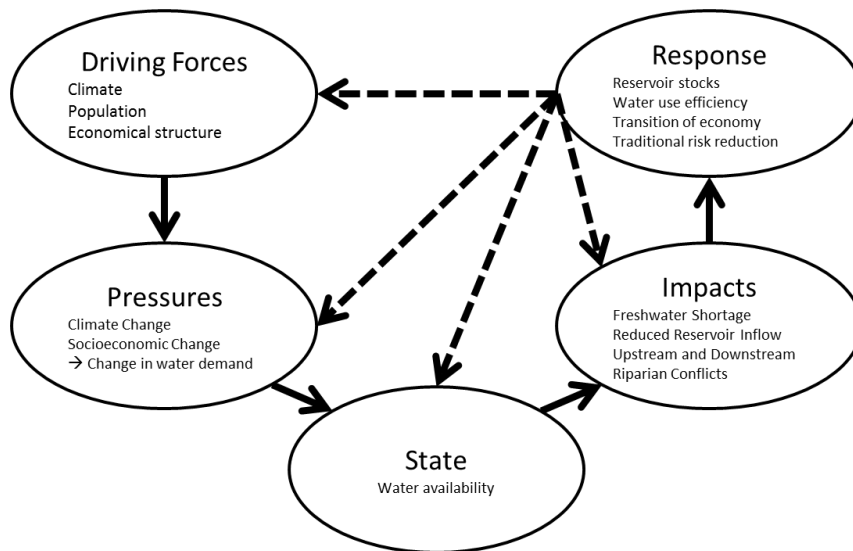 Driving Forces
Climate
Population
Economical structure
Response
Reservoir stocks
Water use efficiency
Transition of economy
Traditional risk reduction
Pressures
Climate Change
Socioeconomic Change
→ Change in water demand
Impacts
Freshwater Shortage
Reduced Reservoir Inflow
Upstream and Downstream
Riparian Conflicts
State
Water availability